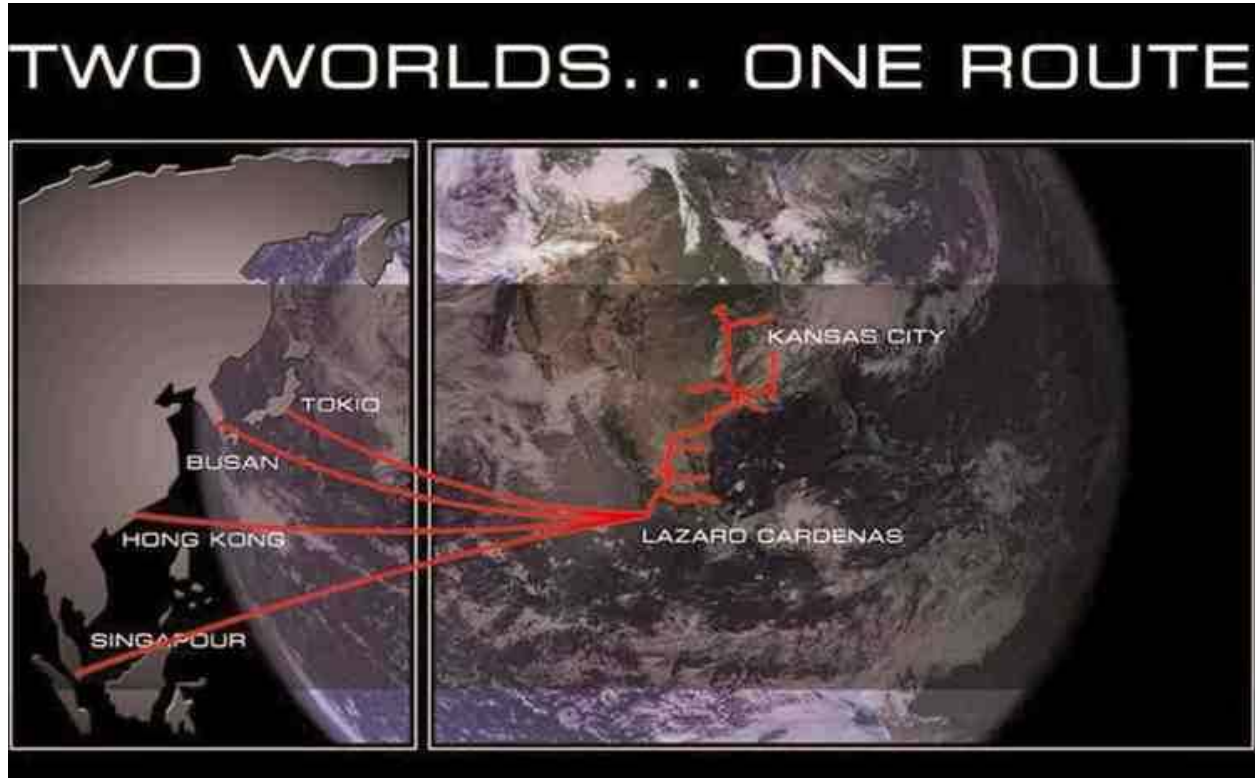 TWO WORLDS... ONE ROUTE
KANSAS CITY
TOKIO
BUSAN
HONG KONG
LAZARO CARDENAS
SINGAPOUR